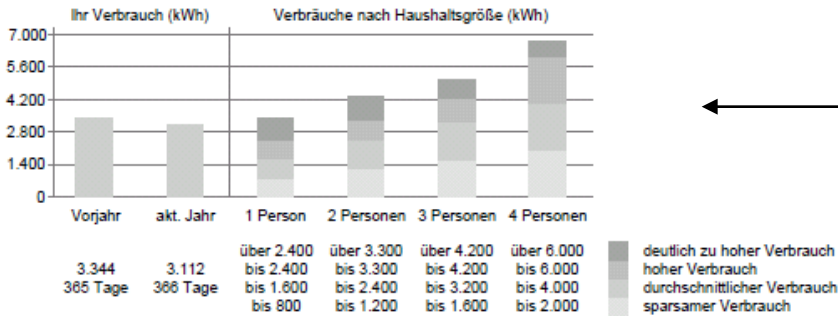 Ihr Verbrauch (kWh) Verbräuche nach Haushaltsgröße (kWh)
7.000
5.600
4.200
2.800
1.400
0
Vorjahr akt. Jahr 1 Person 2 Personen 3 Personen 4 Personen
über 2.400 über 3.300 über 4.200 über 6.000 deutlich zu hoher Verbrauch
3.344 3.112 bis 2.400 bis 3.300 bis 4.200 bis 6.000 hoher Verbrauch
365 Tage 366 Tage bis 1.600 bis 2.400 bis 3.200 bis 4.000 durchschnittlicher Verbrauch
bis 800 bis 1.200 bis 1.600 bis 2.000 sparsamer Verbrauch